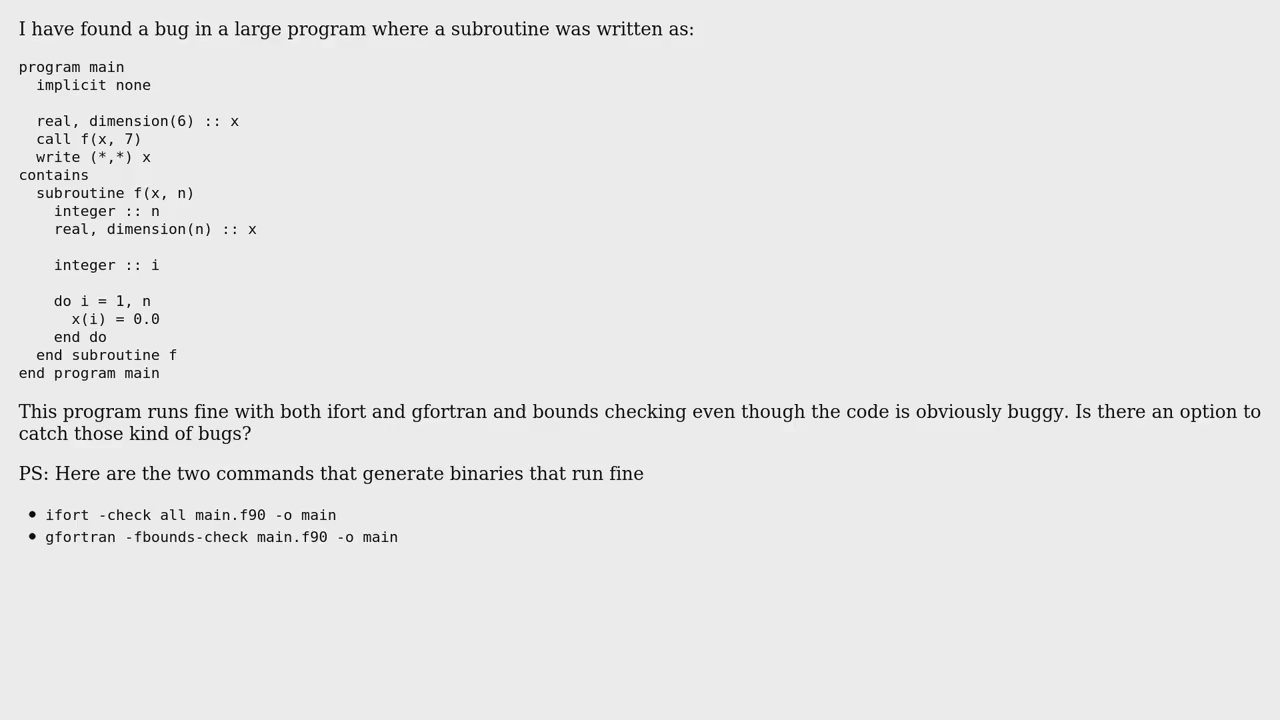 I have found a bug in a large program where a subroutine was written as:
program main
  implicit none
  real, dimension(6) :: x
  call f(x, 7)
  write (*,*) x
contains
  subroutine f(x, n)
    integer :: n
    real, dimension(n) :: x
    integer :: i
    do i = 1, n
      x(i) = 0.0
    end do
  end subroutine f
end program main
This program runs fine with both ifort and gfortran and bounds checking even though the code is obviously buggy. Is there an option to
catch those kind of bugs?
PS: Here are the two commands that generate binaries that run fine
• ifort -check all main.f90 -o main
• gfortran -fbounds-check main.f90 -o main